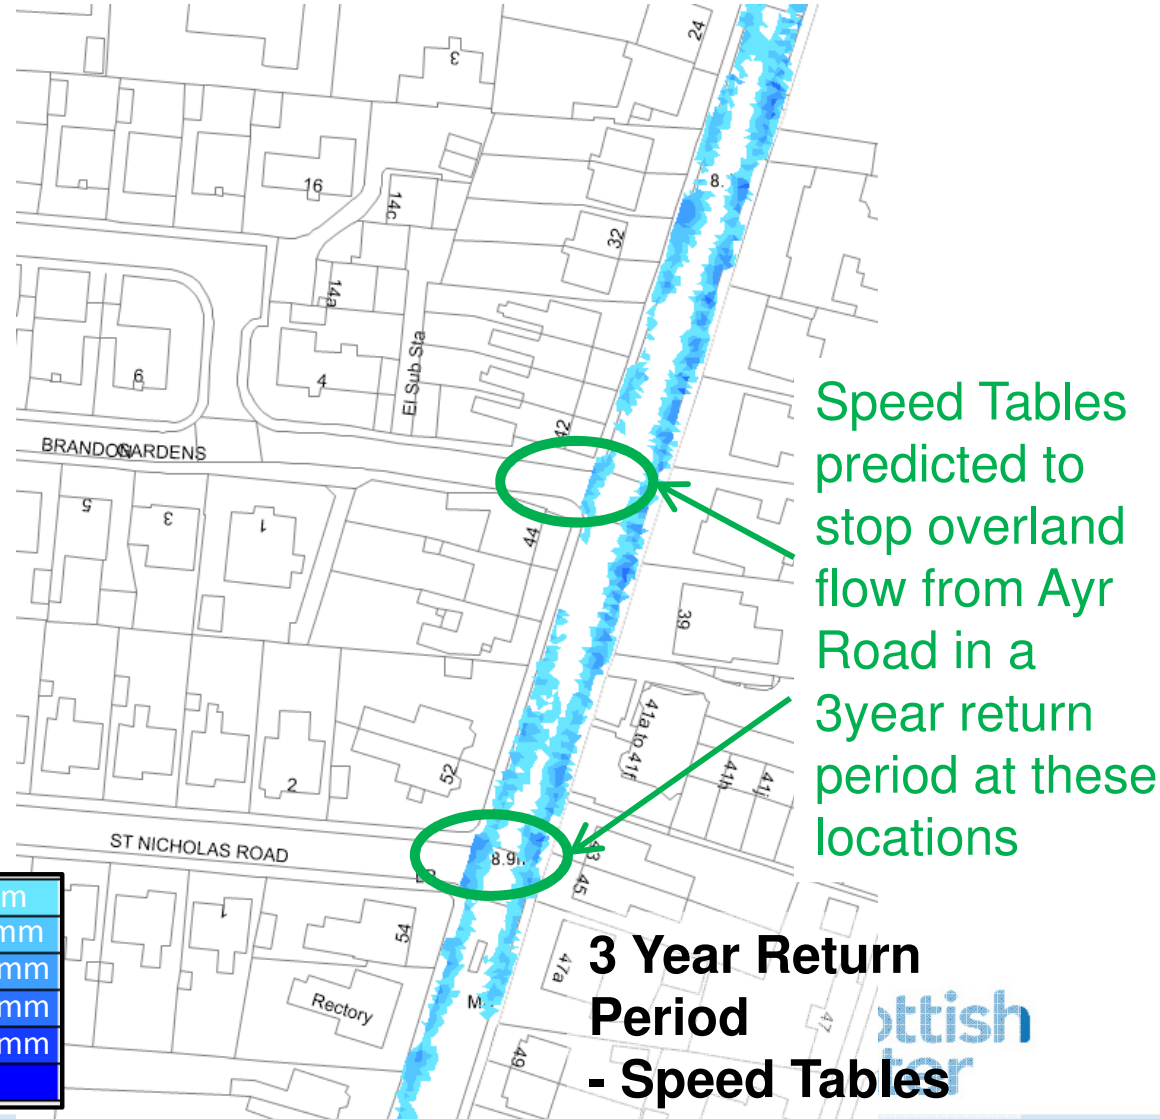 24
3
16
14c
8.
32
14a
El Sub Sta
6
4
42
BRANDON GARDENS
5
3
1
44
39
Speed Tables
predicted to
stop overland
flow from Ayr
Road in a
3year return
period at these
locations
41a to 41f
41h
41j
52
2
ST NICHOLAS ROAD
8.9
43
45
1
54
47a
Rectory
47
49
m
mm
mm
mm
mm
3 Year Return
Period
- Speed Tables